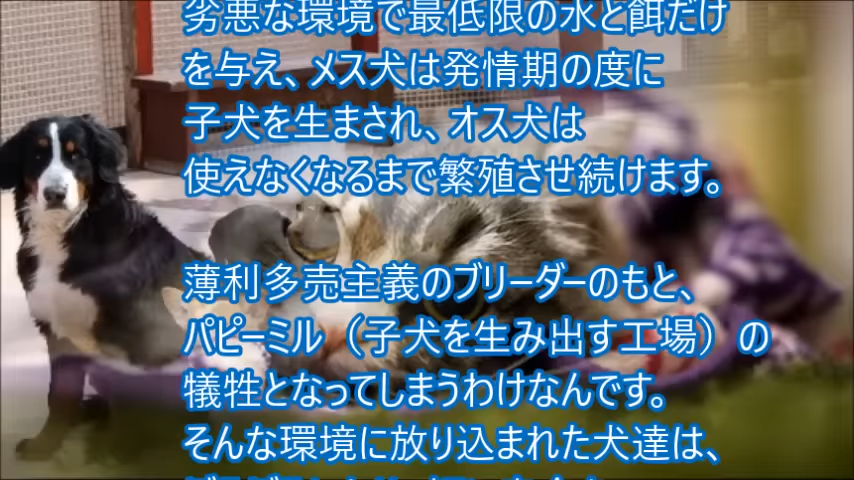 劣悪な環境で最低限の水と餌だけ
を与え、メス犬は発情期の度に
子犬を生まされ、オス犬は
使えなくなるまで繁殖させ続けます。
薄利多売主義のブリーダーのもと、
パピーミル（子犬を生み出す工場）の
犠牲となってしまうわけなんです。
そんな環境に放り込まれた犬達は、